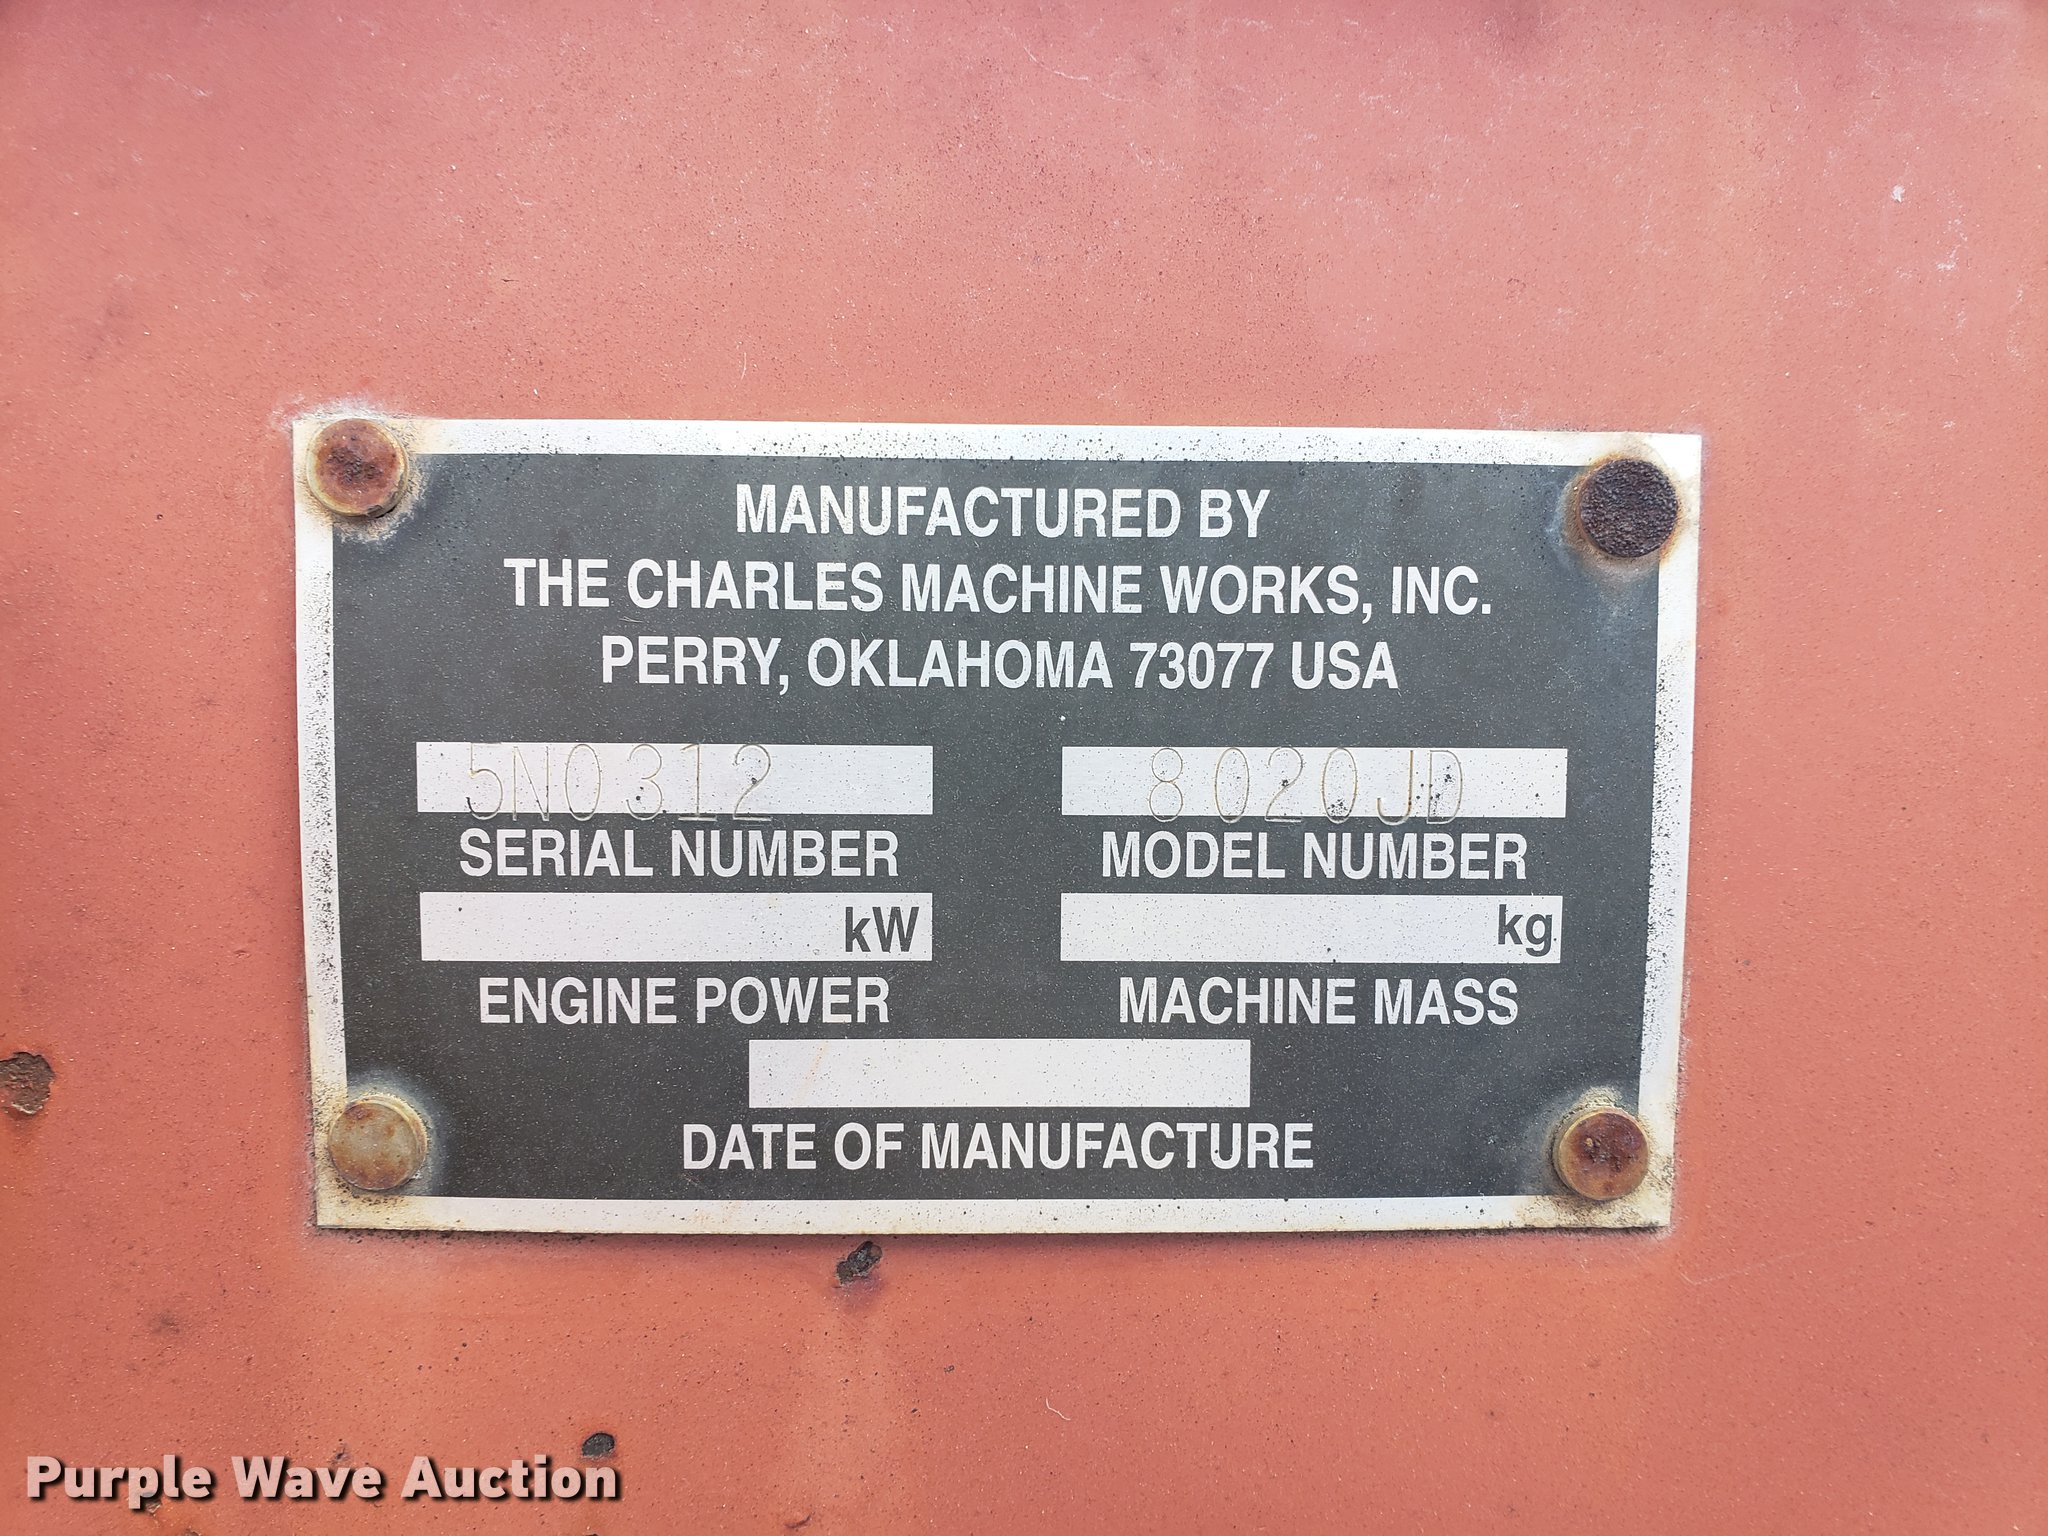 MANUFACTURED BY
THE CHARLES MACHINE WORKS, INC.
PERRY, OKLAHOMA 73077 USA
5N0312 8020JD
SERIAL NUMBER MODEL NUMBER
kW kg
ENGINE POWER MACHINE MASS
DATE OF MANUFACTURE
Purple Wave Auction